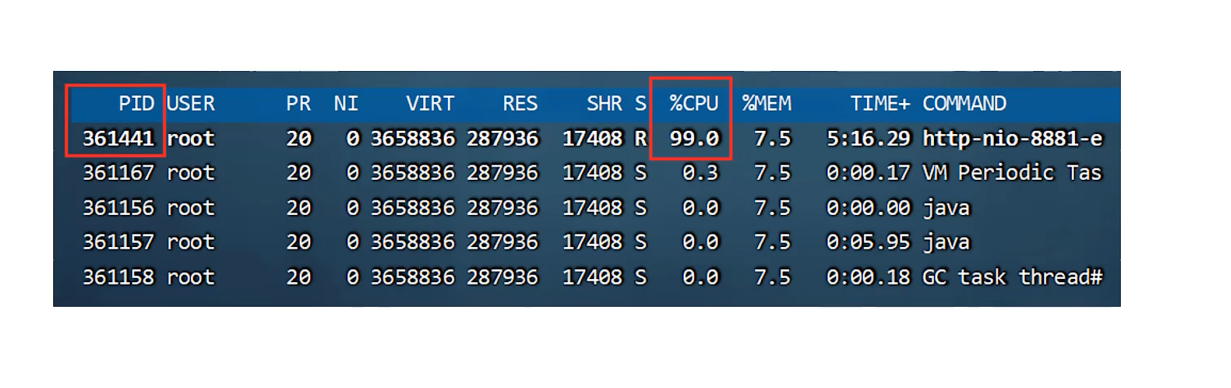 PID USER PR NI VIRT RES SHR S %CPU %MEM TIME+ COMMAND
361441 root 20 0 3658836 287936 17408 R 99.0 7.5 5:16.29 http-nio-8881-e
361167 root 20 0 3658836 287936 17408 S 0.3 7.5 0:00.17 VM Periodic Tas
361156 root 20 0 3658836 287936 17408 S 0.0 7.5 0:00.00 java
361157 root 20 0 3658836 287936 17408 S 0.0 7.5 0:05.95 java
361158 root 20 0 3658836 287936 17408 S 0.0 7.5 0:00.18 GC task thread#